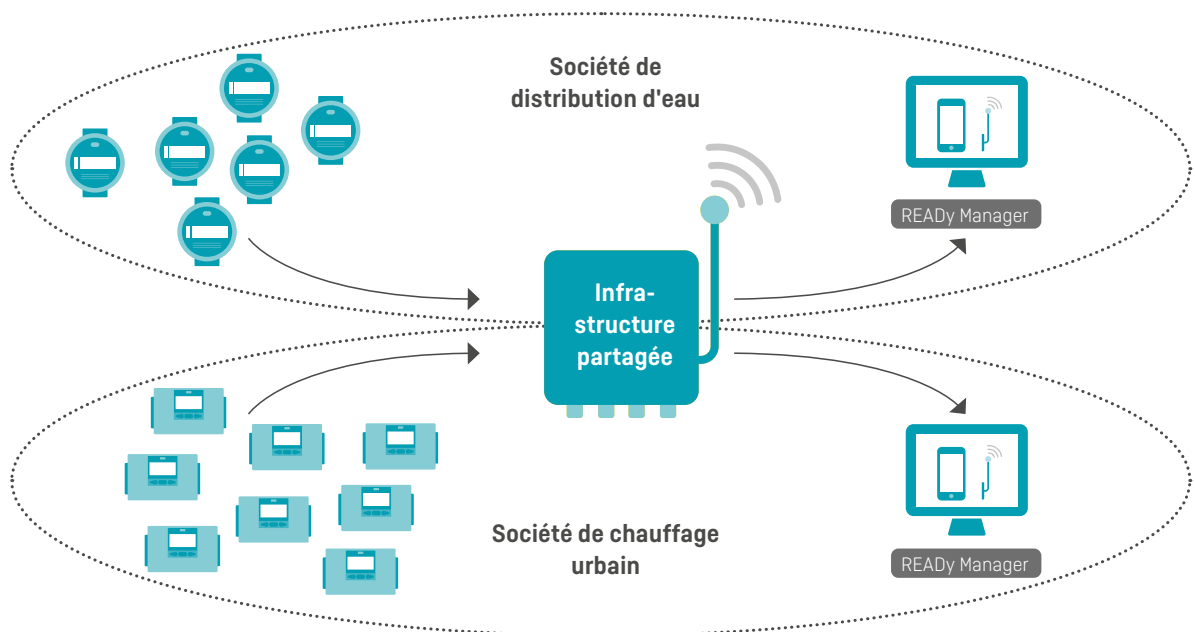 Société de
distribution d'eau
READy Manager
Infra-
structure
partagée
Société de chauffage
urbain
READy Manager